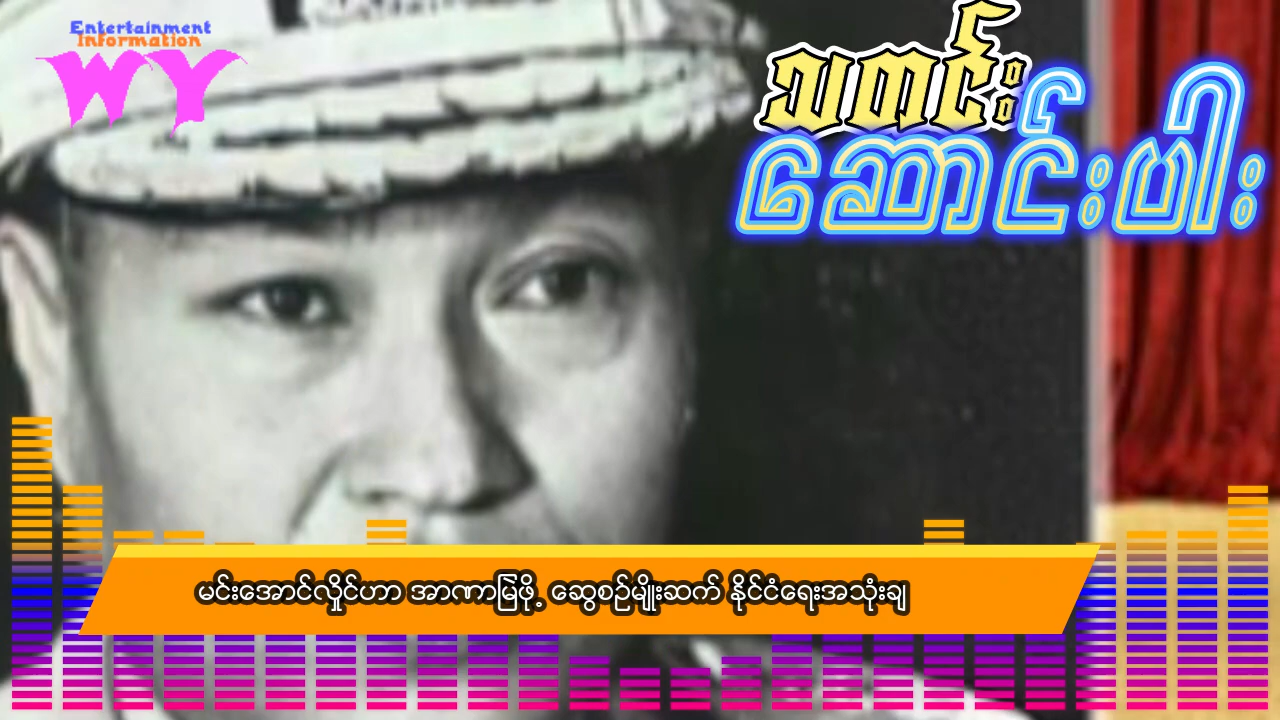 Entertainment
Information
WY
သတင်း
ဆောင်းပါး
မင်းအောင်လှိုင်ဟာ အာဏာမြဲဖို့ ဆွေစဉ်မျိုးဆက် နိုင်ငံရေးအသုံးချ